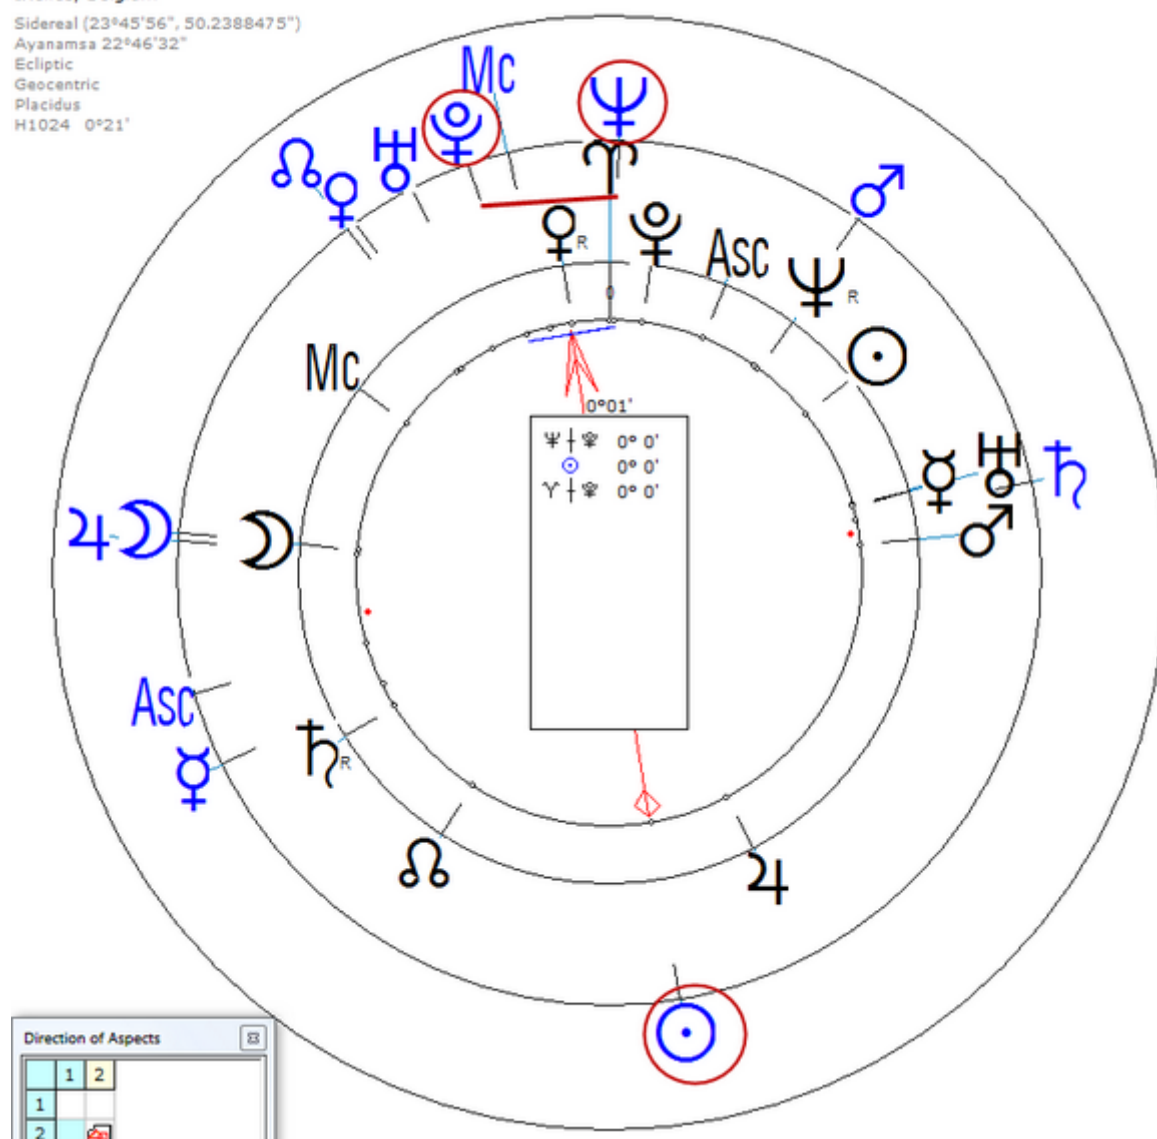 Sidereal (23°45'56", 50.2388475")
Ayanamsa 22°46'32"
Ecliptic
Geocentric
Placidus
H1024 0°21'
Mc
☊ ♀ ♅ ♇ ♆ ♂
♈
♀ R ♇ Asc ♆ R ☉
0
Mc
0°01'
♆ ┼ ♇ 0° 0'
☉ 0° 0'
♈ ┼ ♇ 0° 0'
☿ ♅ ♄
♃ ☽ ☽ ♂
Asc
♄ R
☿
☊ ♃
☉
Direction of Aspects
1 2
1
2